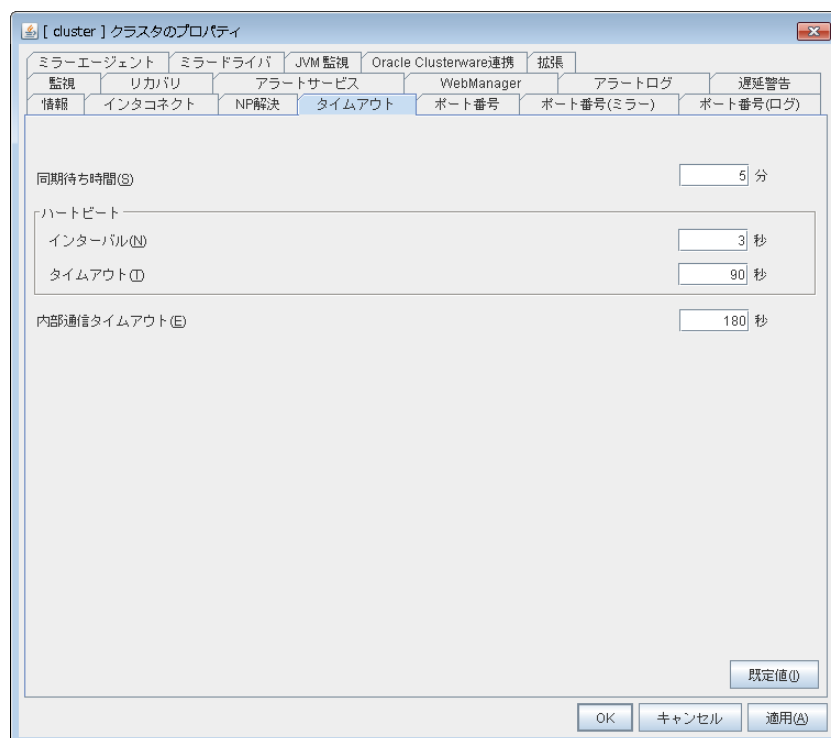 [ cluster ] クラスタのプロパティ
ミラーエージェント ミラードライバ JVM監視 Oracle Clusterware連携 拡張
監視 リカバリ アラートサービス WebManager アラートログ 遅延警告
情報 インタコネクト NP解決 タイムアウト ポート番号 ポート番号(ミラー) ポート番号(ログ)
同期待ち時間(S) 5 分
ハートビート
インターバル(N) 3 秒
タイムアウト(T) 90 秒
内部通信タイムアウト(E) 180 秒
既定値(I)
OK キャンセル 適用(A)